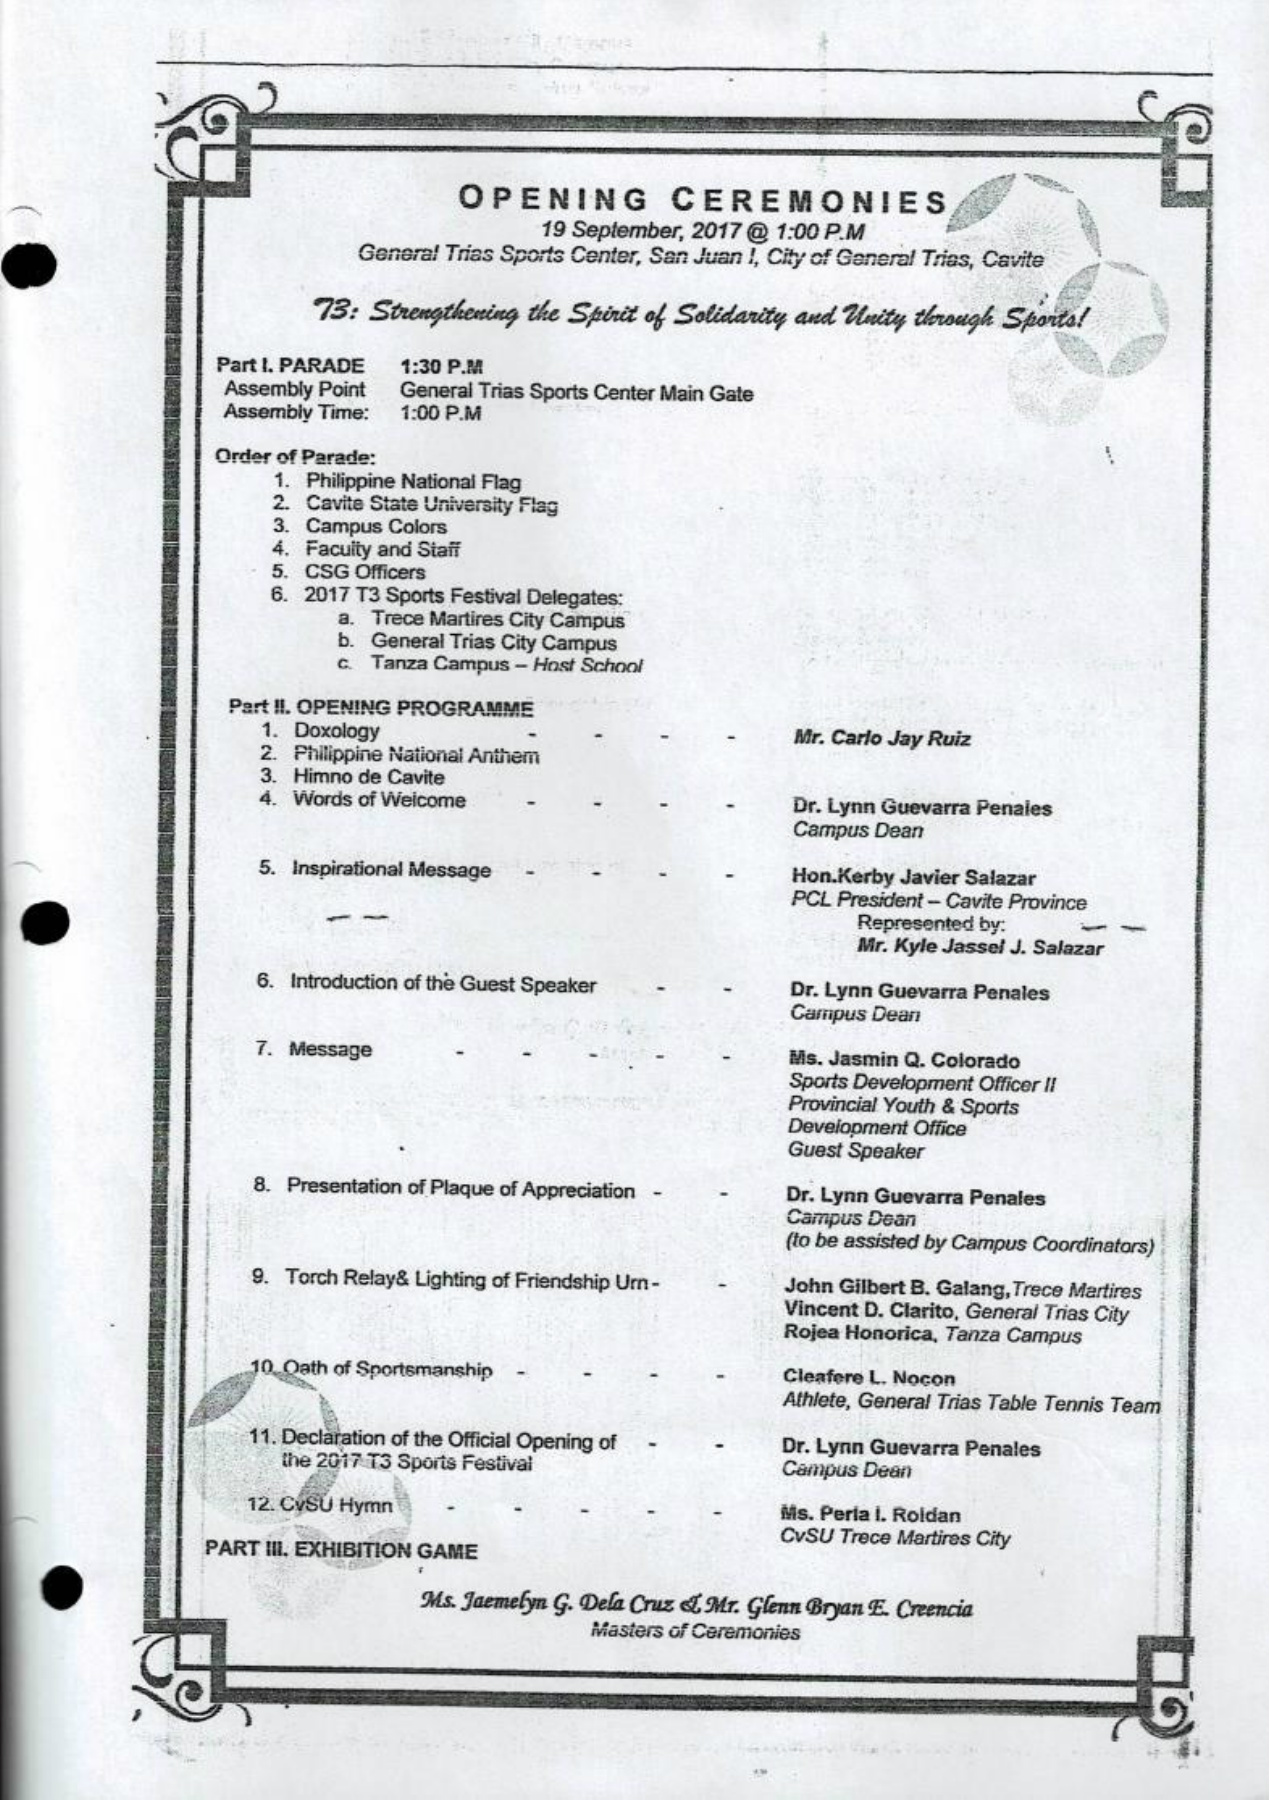 OPENING CEREMONIES
19 September, 2017 @ 1:00 P.M
General Trias Sports Center, San Juan I, City of General Trias, Cavite
T3: Strengthening the Spirit of Solidarity and Unity through Sports!
Part I. PARADE 1:30 P.M
Assembly Point General Trias Sports Center Main Gate
Assembly Time: 1:00 P.M
Order of Parade:
1. Philippine National Flag
2. Cavite State University Flag
3. Campus Colors
4. Faculty and Staff
5. CSG Officers
6. 2017 T3 Sports Festival Delegates:
a. Trece Martires City Campus
b. General Trias City Campus
c. Tanza Campus – Host School
Part II. OPENING PROGRAMME
1. Doxology - - - - Mr. Carlo Jay Ruiz
2. Philippine National Anthem
3. Himno de Cavite
4. Words of Welcome - - - - Dr. Lynn Guevarra Penales
Campus Dean
5. Inspirational Message - - - - Hon.Kerby Javier Salazar
PCL President – Cavite Province
Represented by:
Mr. Kyle Jassel J. Salazar
6. Introduction of the Guest Speaker - - Dr. Lynn Guevarra Penales
Campus Dean
7. Message - - - - - Ms. Jasmin Q. Colorado
Sports Development Officer II
Provincial Youth & Sports
Development Office
Guest Speaker
8. Presentation of Plaque of Appreciation - - Dr. Lynn Guevarra Penales
Campus Dean
(to be assisted by Campus Coordinators)
9. Torch Relay& Lighting of Friendship Urn- - John Gilbert B. Galang, Trece Martires
Vincent D. Clarito, General Trias City
Rojea Honorica, Tanza Campus
10. Oath of Sportsmanship - - - - Cleafere L. Nocon
Athlete, General Trias Table Tennis Team
11. Declaration of the Official Opening of - - Dr. Lynn Guevarra Penales
the 2017 T3 Sports Festival Campus Dean
12. CvSU Hymn - - - - - Ms. Perla I. Roldan
CvSU Trece Martires City
PART III. EXHIBITION GAME
Ms. Jaemelyn G. Dela Cruz & Mr. Glenn Bryan E. Creencia
Masters of Ceremonies